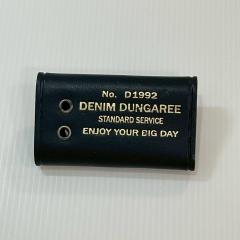 No. D1992
DENIM DUNGAREE
STANDARD SERVICE
ENJOY YOUR BIG DAY